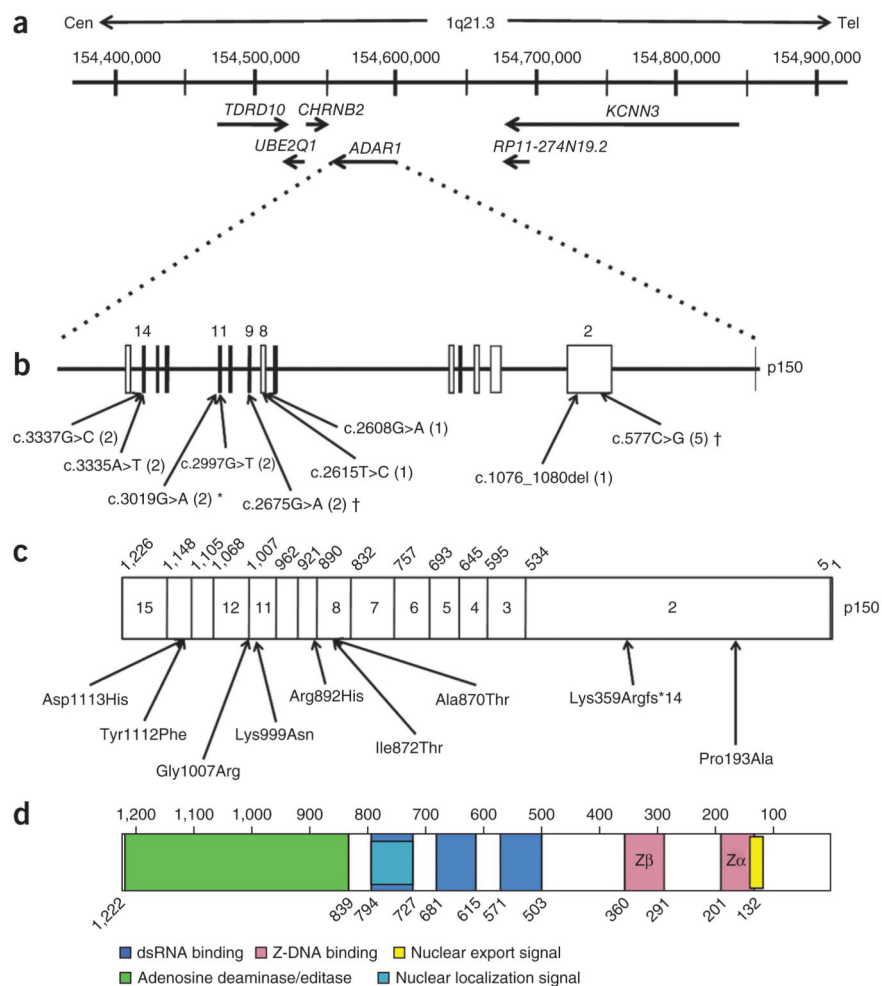 a
Cen 1q21.3 Tel
154,400,000 154,500,000 154,600,000 154,700,000 154,800,000 154,900,000
TDRD10 CHRNB2 KCNN3
UBE2Q1 ADAR1 RP11-274N19.2
b
14 11 9 8 2
p150
c.3337G>C (2)
c.3335A>T (2)
c.3019G>A (2) *
c.2997G>T (2)
c.2675G>A (2) †
c.2615T>C (1)
c.2608G>A (1)
c.1076_1080del (1)
c.577C>G (5) †
c
1,226 1,148 1,105 1,068 1,007 962 921 890 832 757 693 645 595 534 5 1
15 12 11 8 7 6 5 4 3 2 p150
Asp1113His
Tyr1112Phe
Gly1007Arg
Lys999Asn
Arg892His
Ile872Thr
Ala870Thr
Lys359Argfs*14
Pro193Ala
d
1,200 1,100 1,000 900 800 700 600 500 400 300 200 100
Zβ Zα
1,222 839 794 727 681 615 571 503 360 291 201 132
dsRNA binding Z-DNA binding Nuclear export signal
Adenosine deaminase/editase Nuclear localization signal